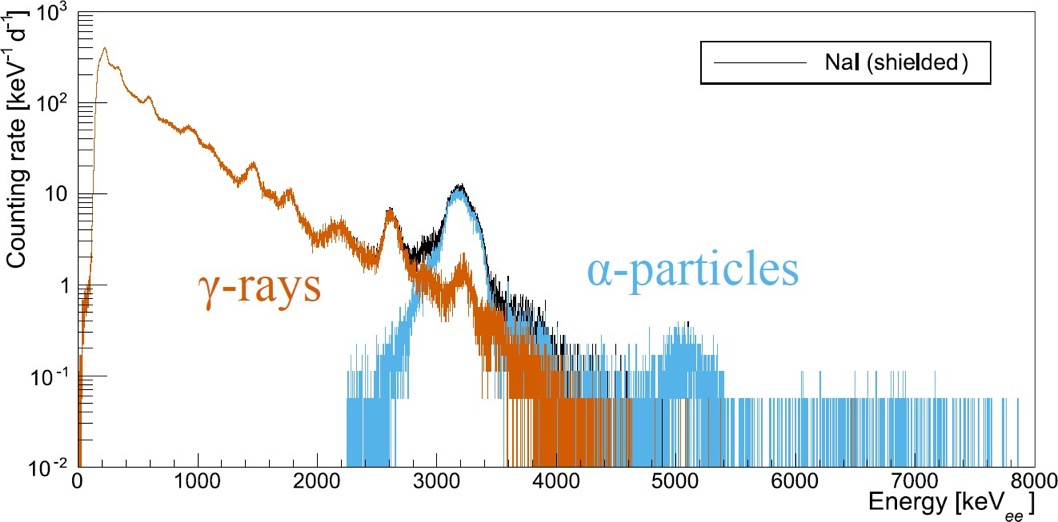 Counting rate [keV⁻¹ d⁻¹]
10³
10²
10
1
10⁻¹
10⁻²
NaI (shielded)
γ-rays
α-particles
0 1000 2000 3000 4000 5000 6000 7000 8000
Energy [keVₑₑ]